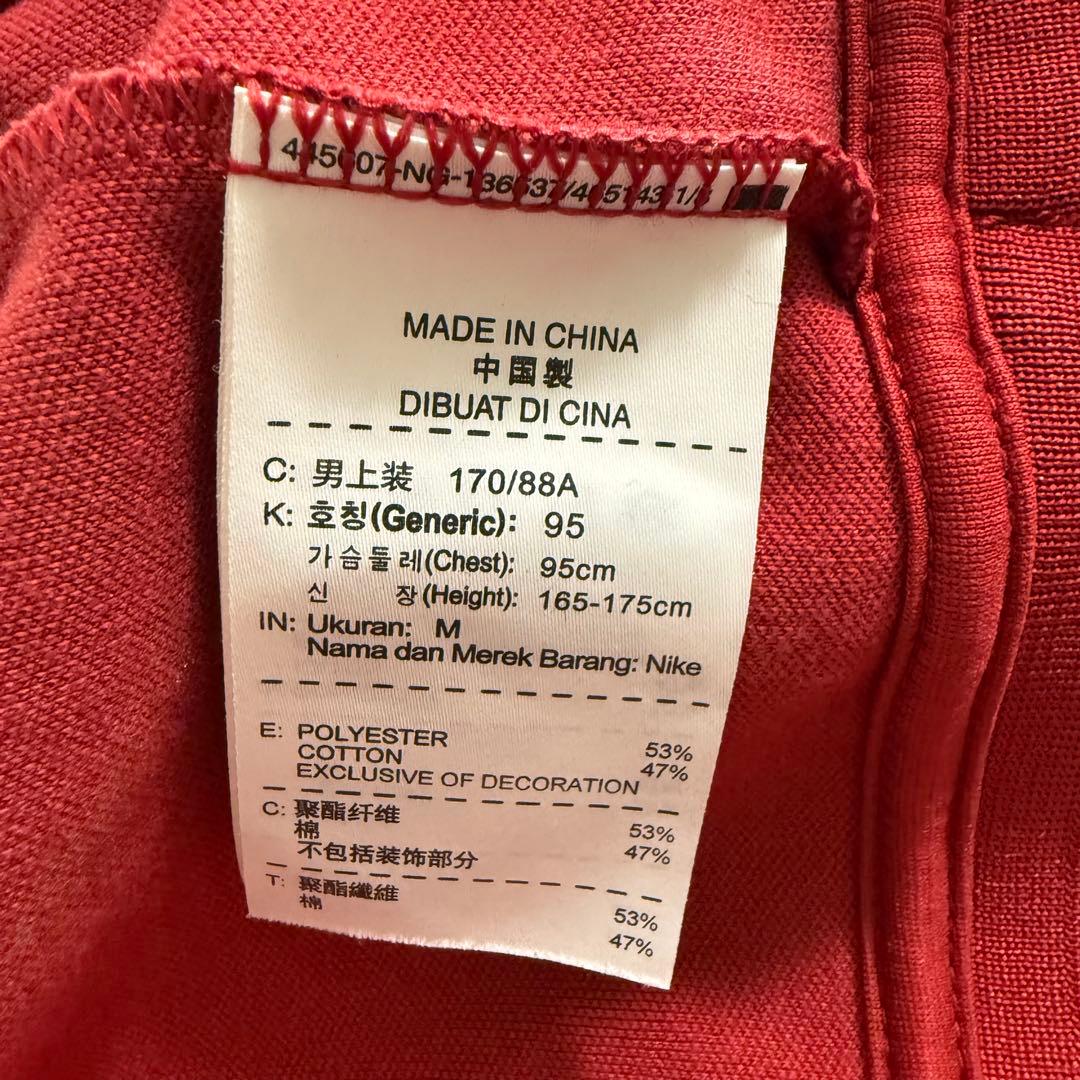 MADE IN CHINA
中国製
DIBUAT DI CINA
C: 男上装 170/88A
K: 호칭(Generic): 95
가슴둘레(Chest): 95cm
신 장(Height): 165-175cm
IN: Ukuran: M
Nama dan Merek Barang: Nike
E: POLYESTER 53%
COTTON 47%
EXCLUSIVE OF DECORATION
C: 聚酯纤维 53%
棉 47%
不包括装饰部分
T: 聚酯纖維 53%
棉 47%